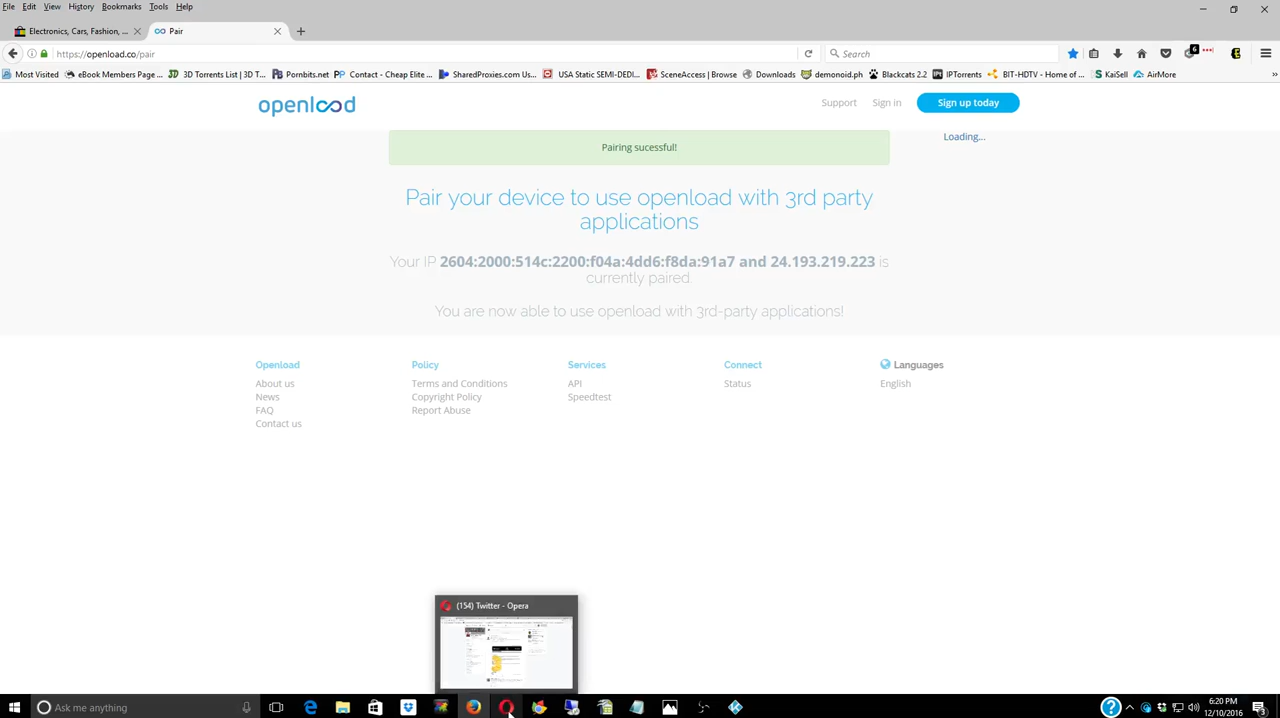 File Edit View History Bookmarks Tools Help
Electronics, Cars, Fashion, ... Pair
https://openload.co/pair Search 6
Most Visited eBook Members Page ... 3D Torrents List | 3D T... Pornbits.net Contact - Cheap Elite ... SharedProxies.com Us... USA Static SEMI-DEDI... SceneAccess | Browse Downloads demonoid.ph Blackcats 2.2 IPTorrents BIT-HDTV - Home of ... KaiSell AirMore
openload Support Sign in Sign up today
Pairing sucessful! Loading...
Pair your device to use openload with 3rd party
applications
Your IP 2604:2000:514c:2200:f04a:4dd6:f8da:91a7 and 24.193.219.223 is
currently paired.
You are now able to use openload with 3rd-party applications!
Openload Policy Services Connect Languages
About us Terms and Conditions API Status English
News Copyright Policy Speedtest
FAQ Report Abuse
Contact us
(154) Twitter - Opera
Ask me anything 6:20 PM
12/10/2016 3